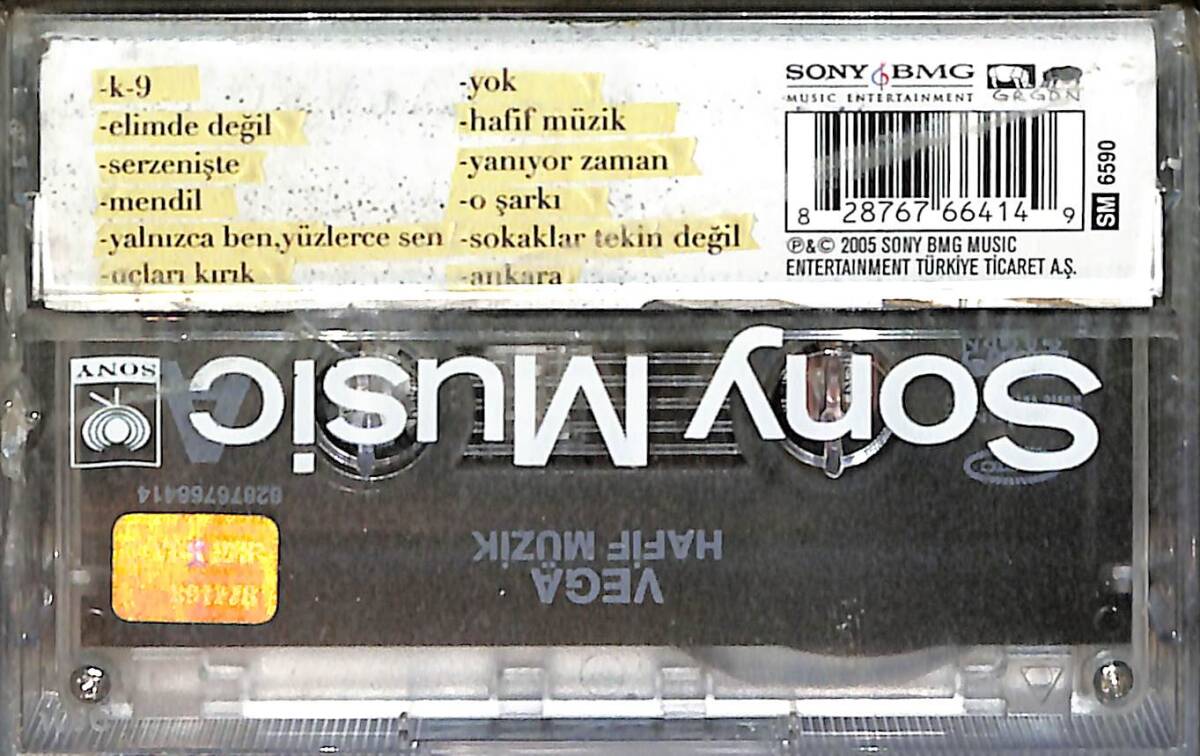 -k-9
-elimde değil
-serzenişte
-mendil
-yalnızca ben,yüzlerce sen
-uçları kırık
-yok
-hafif müzik
-yanıyor zaman
-o şarkı
-sokaklar tekin değil
-ankara
SONY BMG
MUSIC ENTERTAINMENT
GRGDN
8 28767 66414 9
SM 6590
℗&© 2005 SONY BMG MUSIC
ENTERTAINMENT TÜRKİYE TİCARET A.Ş.
Sony Music
SONY
A
82876766414
VEGA
HAFİF MÜZİK